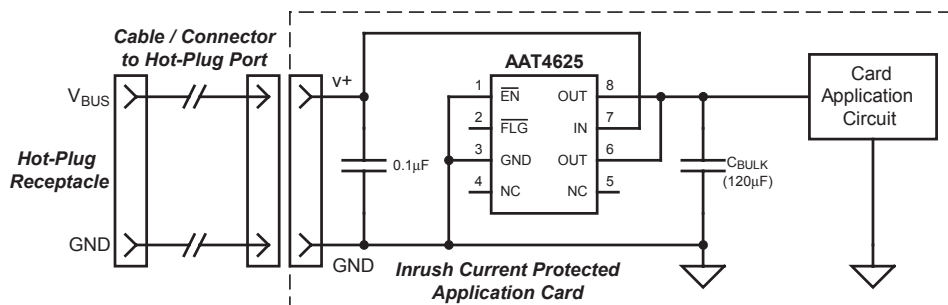 Cable / Connector
to Hot-Plug Port
VBUS
Hot-Plug
Receptacle
GND
v+
0.1μF
GND
AAT4625
1
EN
OUT
8
2
FLG
IN
7
3
GND
OUT
6
4
NC
NC
5
CBULK
(120μF)
Card
Application
Circuit
Inrush Current Protected
Application Card